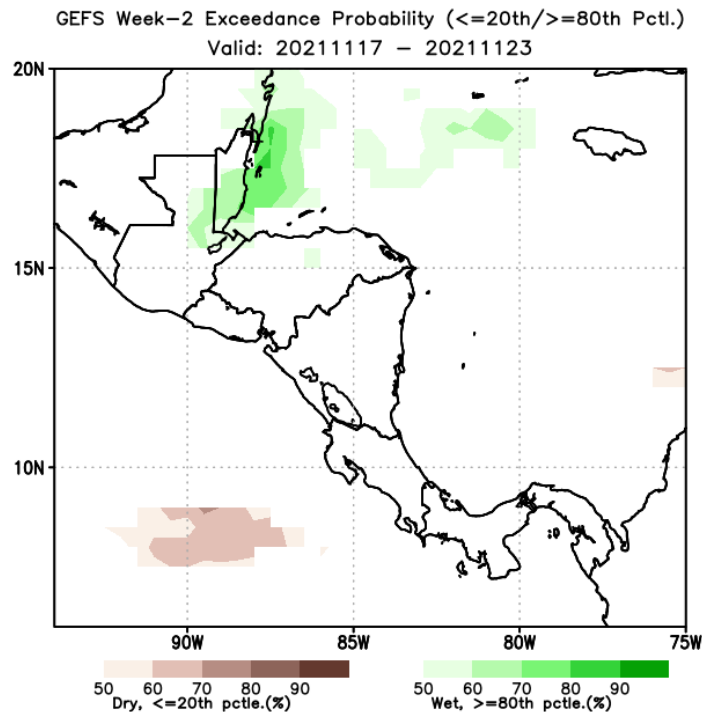 GEFS Week-2 Exceedance Probability (<=20th/>=80th Pctl.)
Valid: 20211117 - 20211123
20N
15N
10N
90W 85W 80W 75W
50 60 70 80 90 50 60 70 80 90
Dry, <=20th pctle.(%) Wet, >=80th pctle.(%)